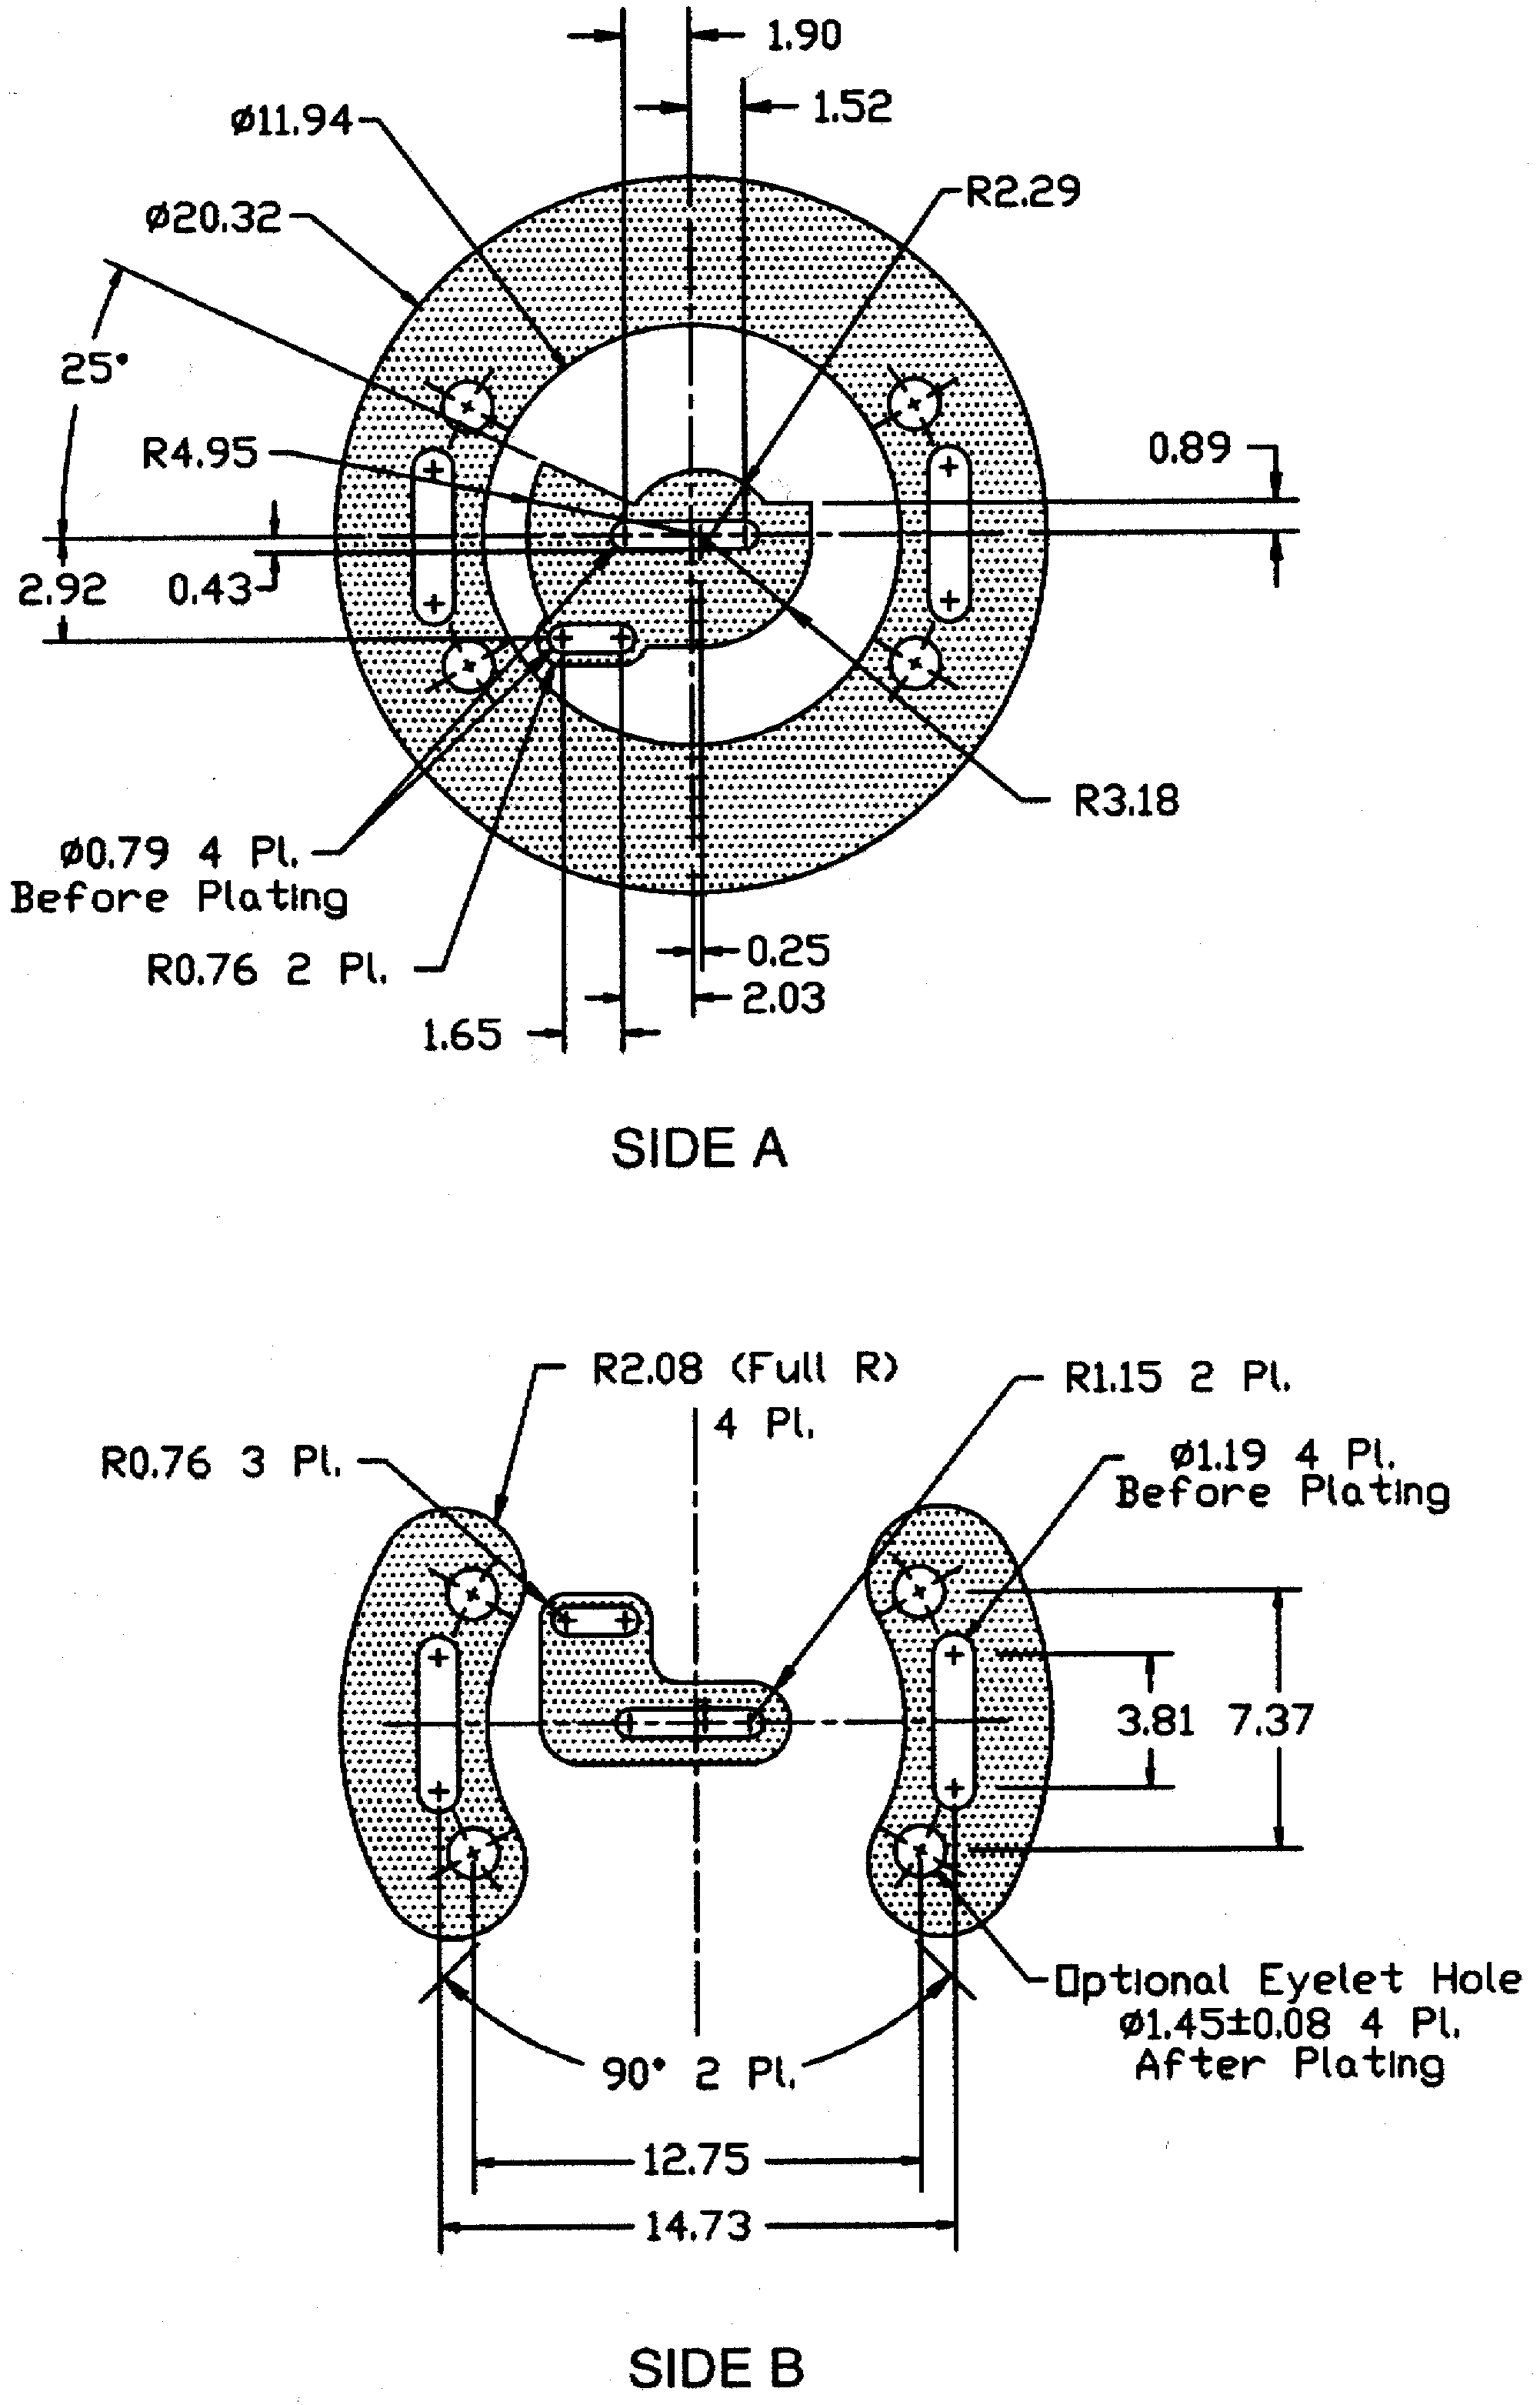 1.90
1.52
ø11.94
R2.29
ø20.32
25°
R4.95
0.89
2.92
0.43
R3.18
ø0.79 4 Pl.
Before Plating
0.25
R0.76 2 Pl.
2.03
1.65
SIDE A
R2.08 (Full R)
4 Pl.
R1.15 2 Pl.
R0.76 3 Pl.
ø1.19 4 Pl.
Before Plating
3.81
7.37
Optional Eyelet Hole
ø1.45±0.08 4 Pl.
After Plating
90° 2 Pl.
12.75
14.73
SIDE B